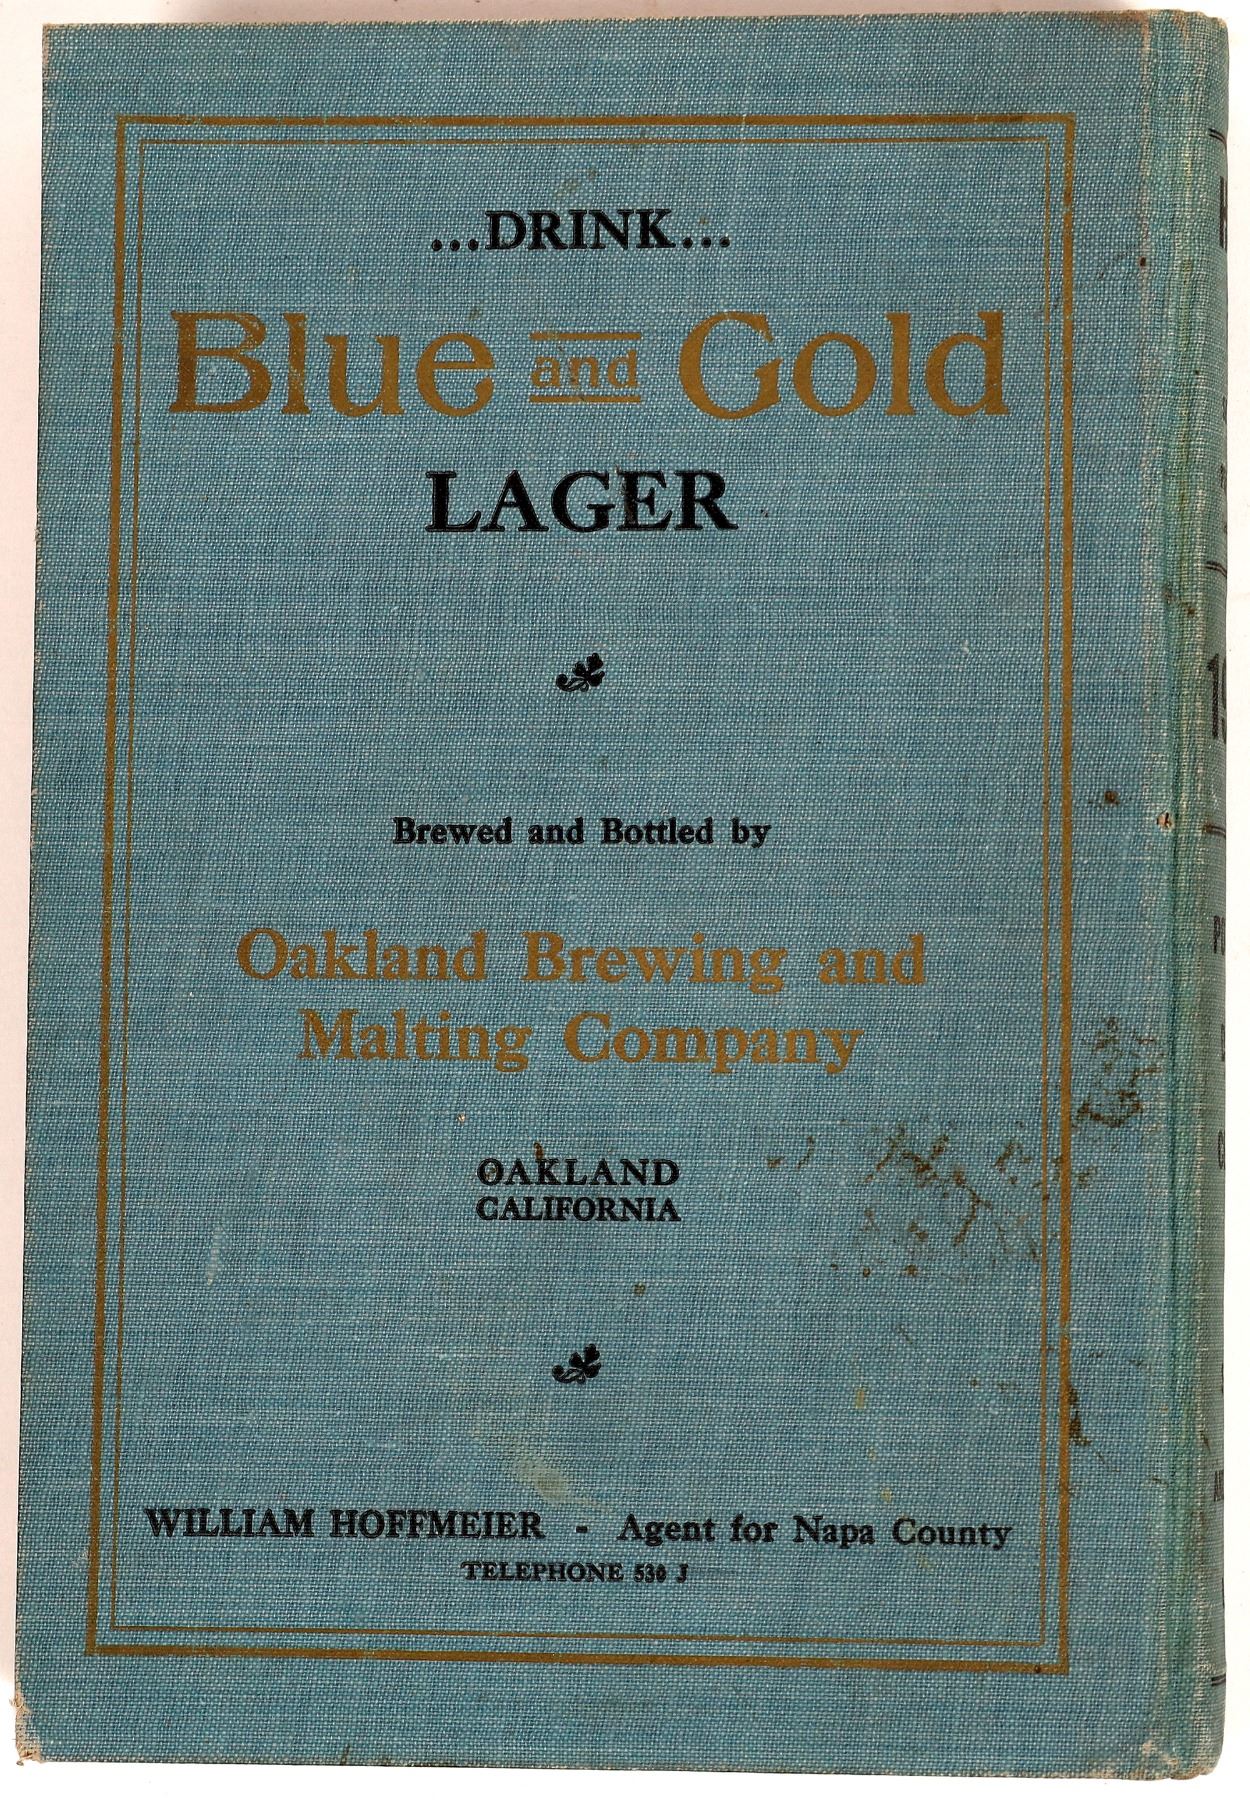 ...DRINK...
Blue and Gold
LAGER
Brewed and Bottled by
Oakland Brewing and
Malting Company
OAKLAND
CALIFORNIA
WILLIAM HOFFMEIER - Agent for Napa County
TELEPHONE 530 J